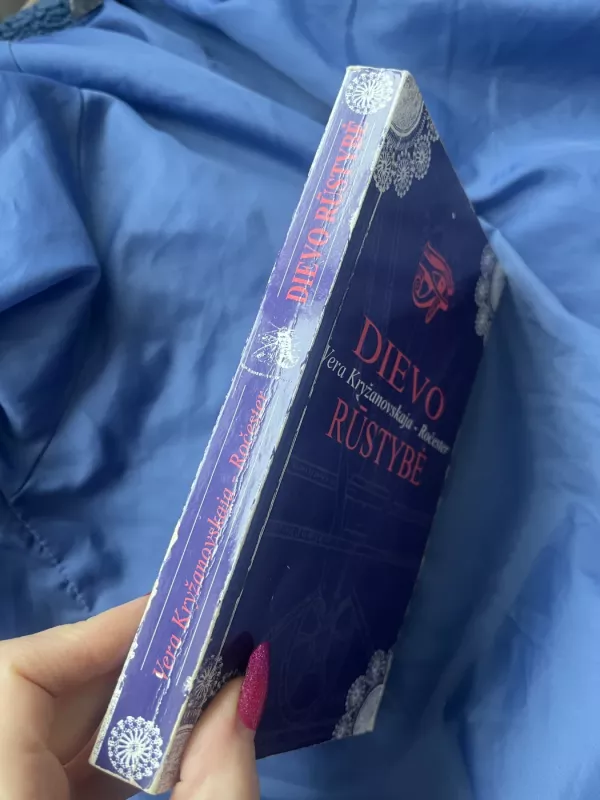 DIEVO RŪSTYBĖ
Vera Kryžanovskaja - Ročester
DIEVO
Vera Kryžanovskaja - Ročester
RŪSTYBĖ